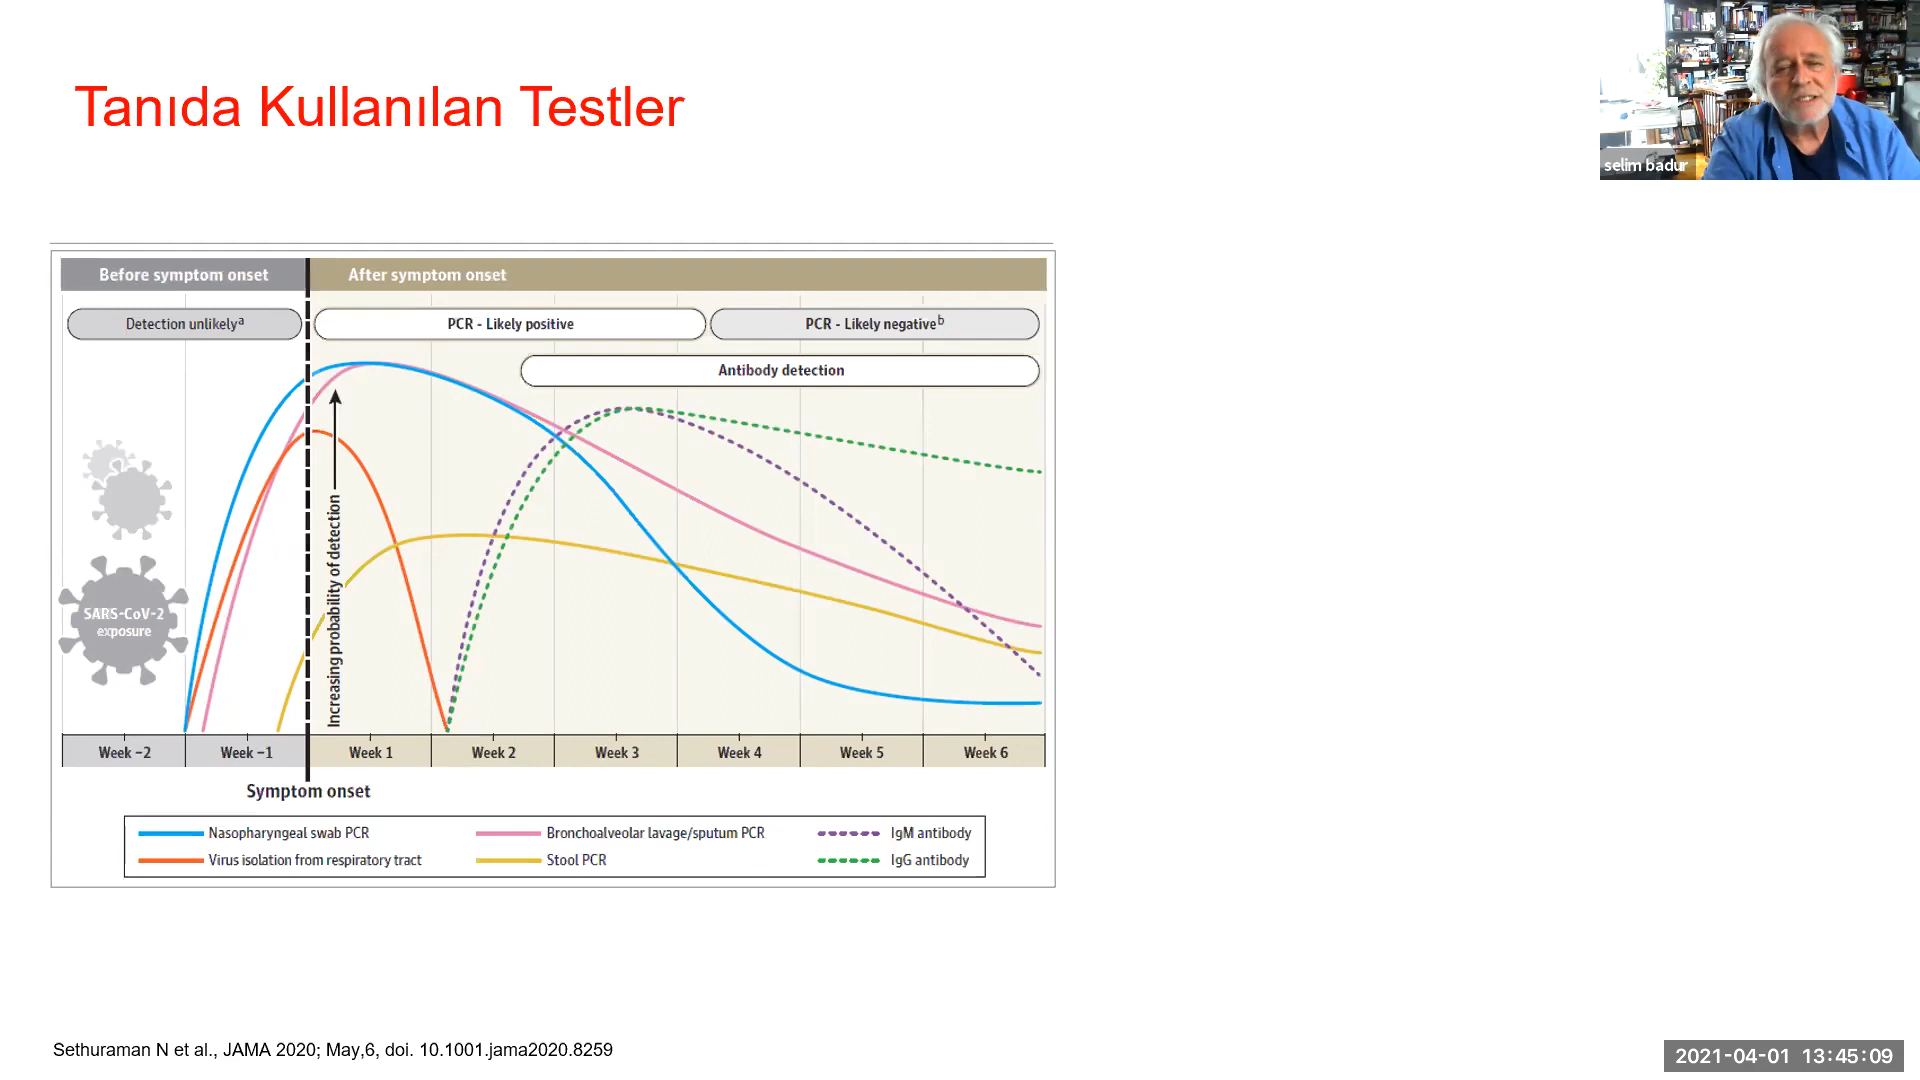 Tanıda Kullanılan Testler
selim badur
Before symptom onset
After symptom onset
Detection unlikelya
PCR - Likely positive
PCR - Likely negativeb
Antibody detection
SARS-CoV-2
exposure
Increasing probability of detection
Week −2
Week −1
Week 1
Week 2
Week 3
Week 4
Week 5
Week 6
Symptom onset
Nasopharyngeal swab PCR
Bronchoalveolar lavage/sputum PCR
IgM antibody
Virus isolation from respiratory tract
Stool PCR
IgG antibody
Sethuraman N et al., JAMA 2020; May,6, doi. 10.1001.jama2020.8259
2021-04-01 13:45:09